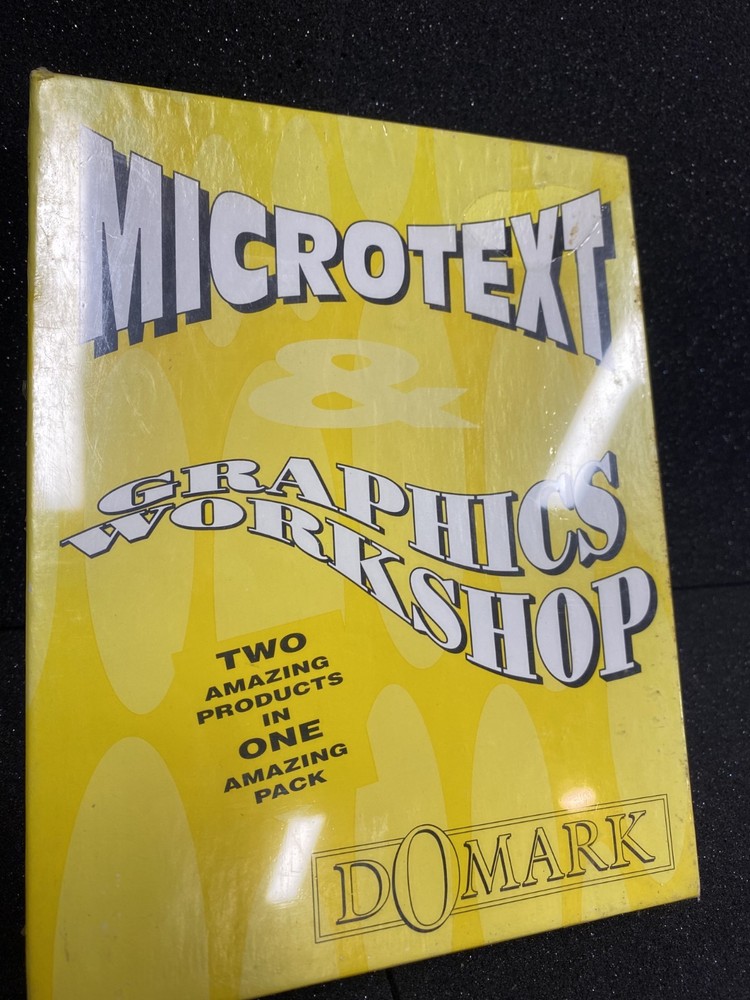 MICROTEXT
&
GRAPHICS
WORKSHOP
TWO
AMAZING
PRODUCTS
IN
ONE
AMAZING
PACK
DOMARK